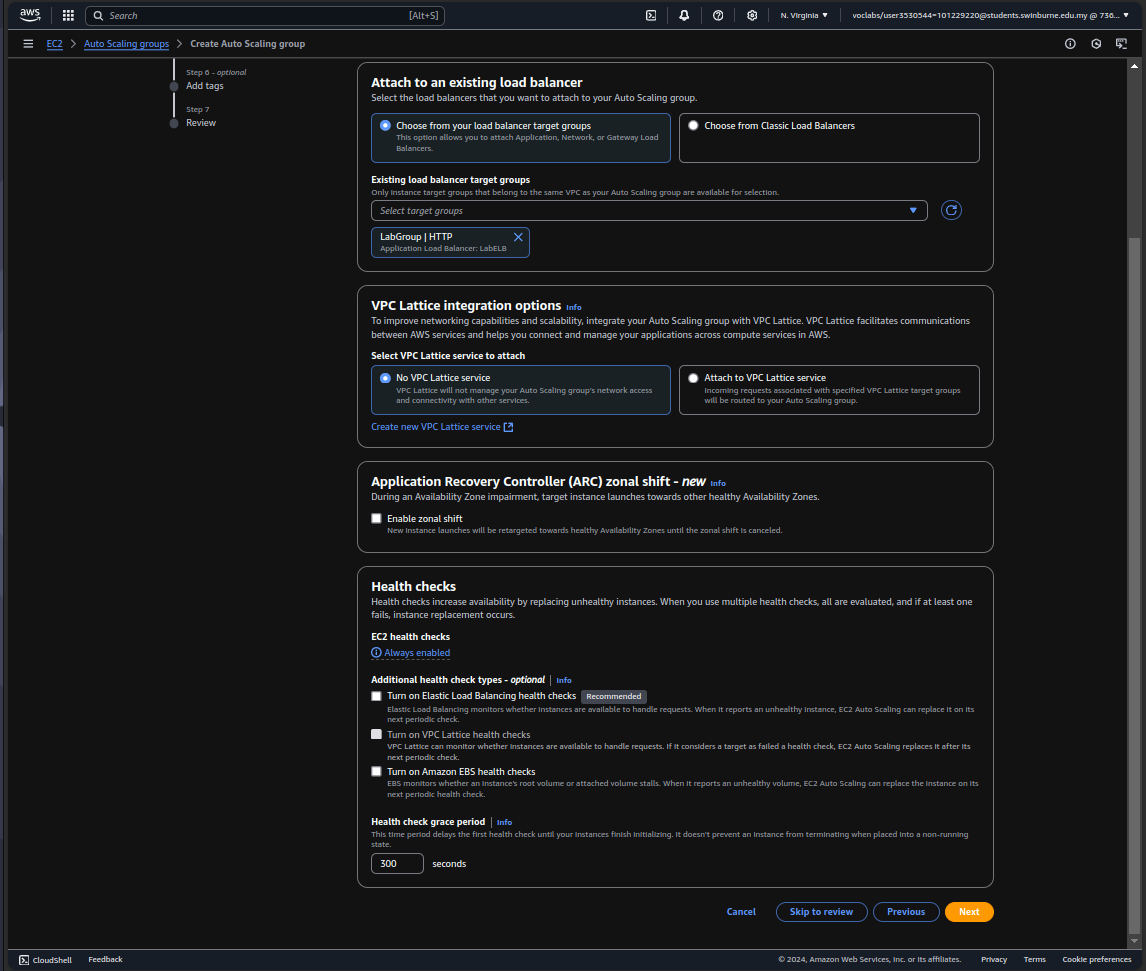 aws
Search [Alt+S]
N. Virginia ▼
voclabs/user3530544=101229220@students.swinburne.edu.my @ 736... ▼
EC2 > Auto Scaling groups > Create Auto Scaling group
Step 6 - optional
Add tags
Step 7
Review
Attach to an existing load balancer
Select the load balancers that you want to attach to your Auto Scaling group.
Choose from your load balancer target groups
This option allows you to attach Application, Network, or Gateway Load
Balancers.
Choose from Classic Load Balancers
Existing load balancer target groups
Only instance target groups that belong to the same VPC as your Auto Scaling group are available for selection.
Select target groups
LabGroup | HTTP
Application Load Balancer: LabELB
VPC Lattice integration options Info
To improve networking capabilities and scalability, integrate your Auto Scaling group with VPC Lattice. VPC Lattice facilitates communications
between AWS services and helps you connect and manage your applications across compute services in AWS.
Select VPC Lattice service to attach
No VPC Lattice service
VPC Lattice will not manage your Auto Scaling group's network access
and connectivity with other services.
Attach to VPC Lattice service
Incoming requests associated with specified VPC Lattice target groups
will be routed to your Auto Scaling group.
Create new VPC Lattice service
Application Recovery Controller (ARC) zonal shift - new Info
During an Availability Zone impairment, target instance launches towards other healthy Availability Zones.
Enable zonal shift
New instance launches will be retargeted towards healthy Availability Zones until the zonal shift is canceled.
Health checks
Health checks increase availability by replacing unhealthy instances. When you use multiple health checks, all are evaluated, and if at least one
fails, instance replacement occurs.
EC2 health checks
Always enabled
Additional health check types - optional | Info
Turn on Elastic Load Balancing health checks Recommended
Elastic Load Balancing monitors whether instances are available to handle requests. When it reports an unhealthy instance, EC2 Auto Scaling can replace it on its
next periodic check.
Turn on VPC Lattice health checks
VPC Lattice can monitor whether instances are available to handle requests. If it considers a target as failed a health check, EC2 Auto Scaling replaces it after its
next periodic check.
Turn on Amazon EBS health checks
EBS monitors whether an instance's root volume or attached volume stalls. When it reports an unhealthy volume, EC2 Auto Scaling can replace the instance on its
next periodic health check.
Health check grace period | Info
This time period delays the first health check until your instances finish initializing. It doesn't prevent an instance from terminating when placed into a non-running
state.
300 seconds
Cancel
Skip to review
Previous
Next
CloudShell
Feedback
© 2024, Amazon Web Services, Inc. or its affiliates.
Privacy
Terms
Cookie preferences